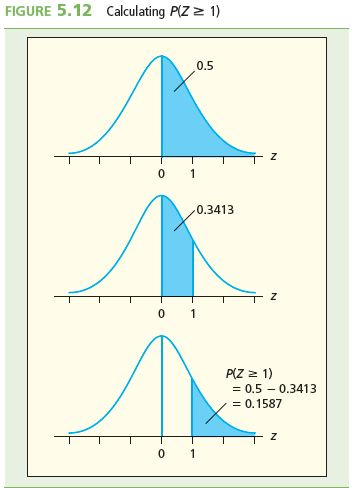 FIGURE 5.12 Calculating P(Z ≥ 1)
0.5
z
0 1
0.3413
z
0 1
P(Z ≥ 1)
= 0.5 − 0.3413
= 0.1587
z
0 1